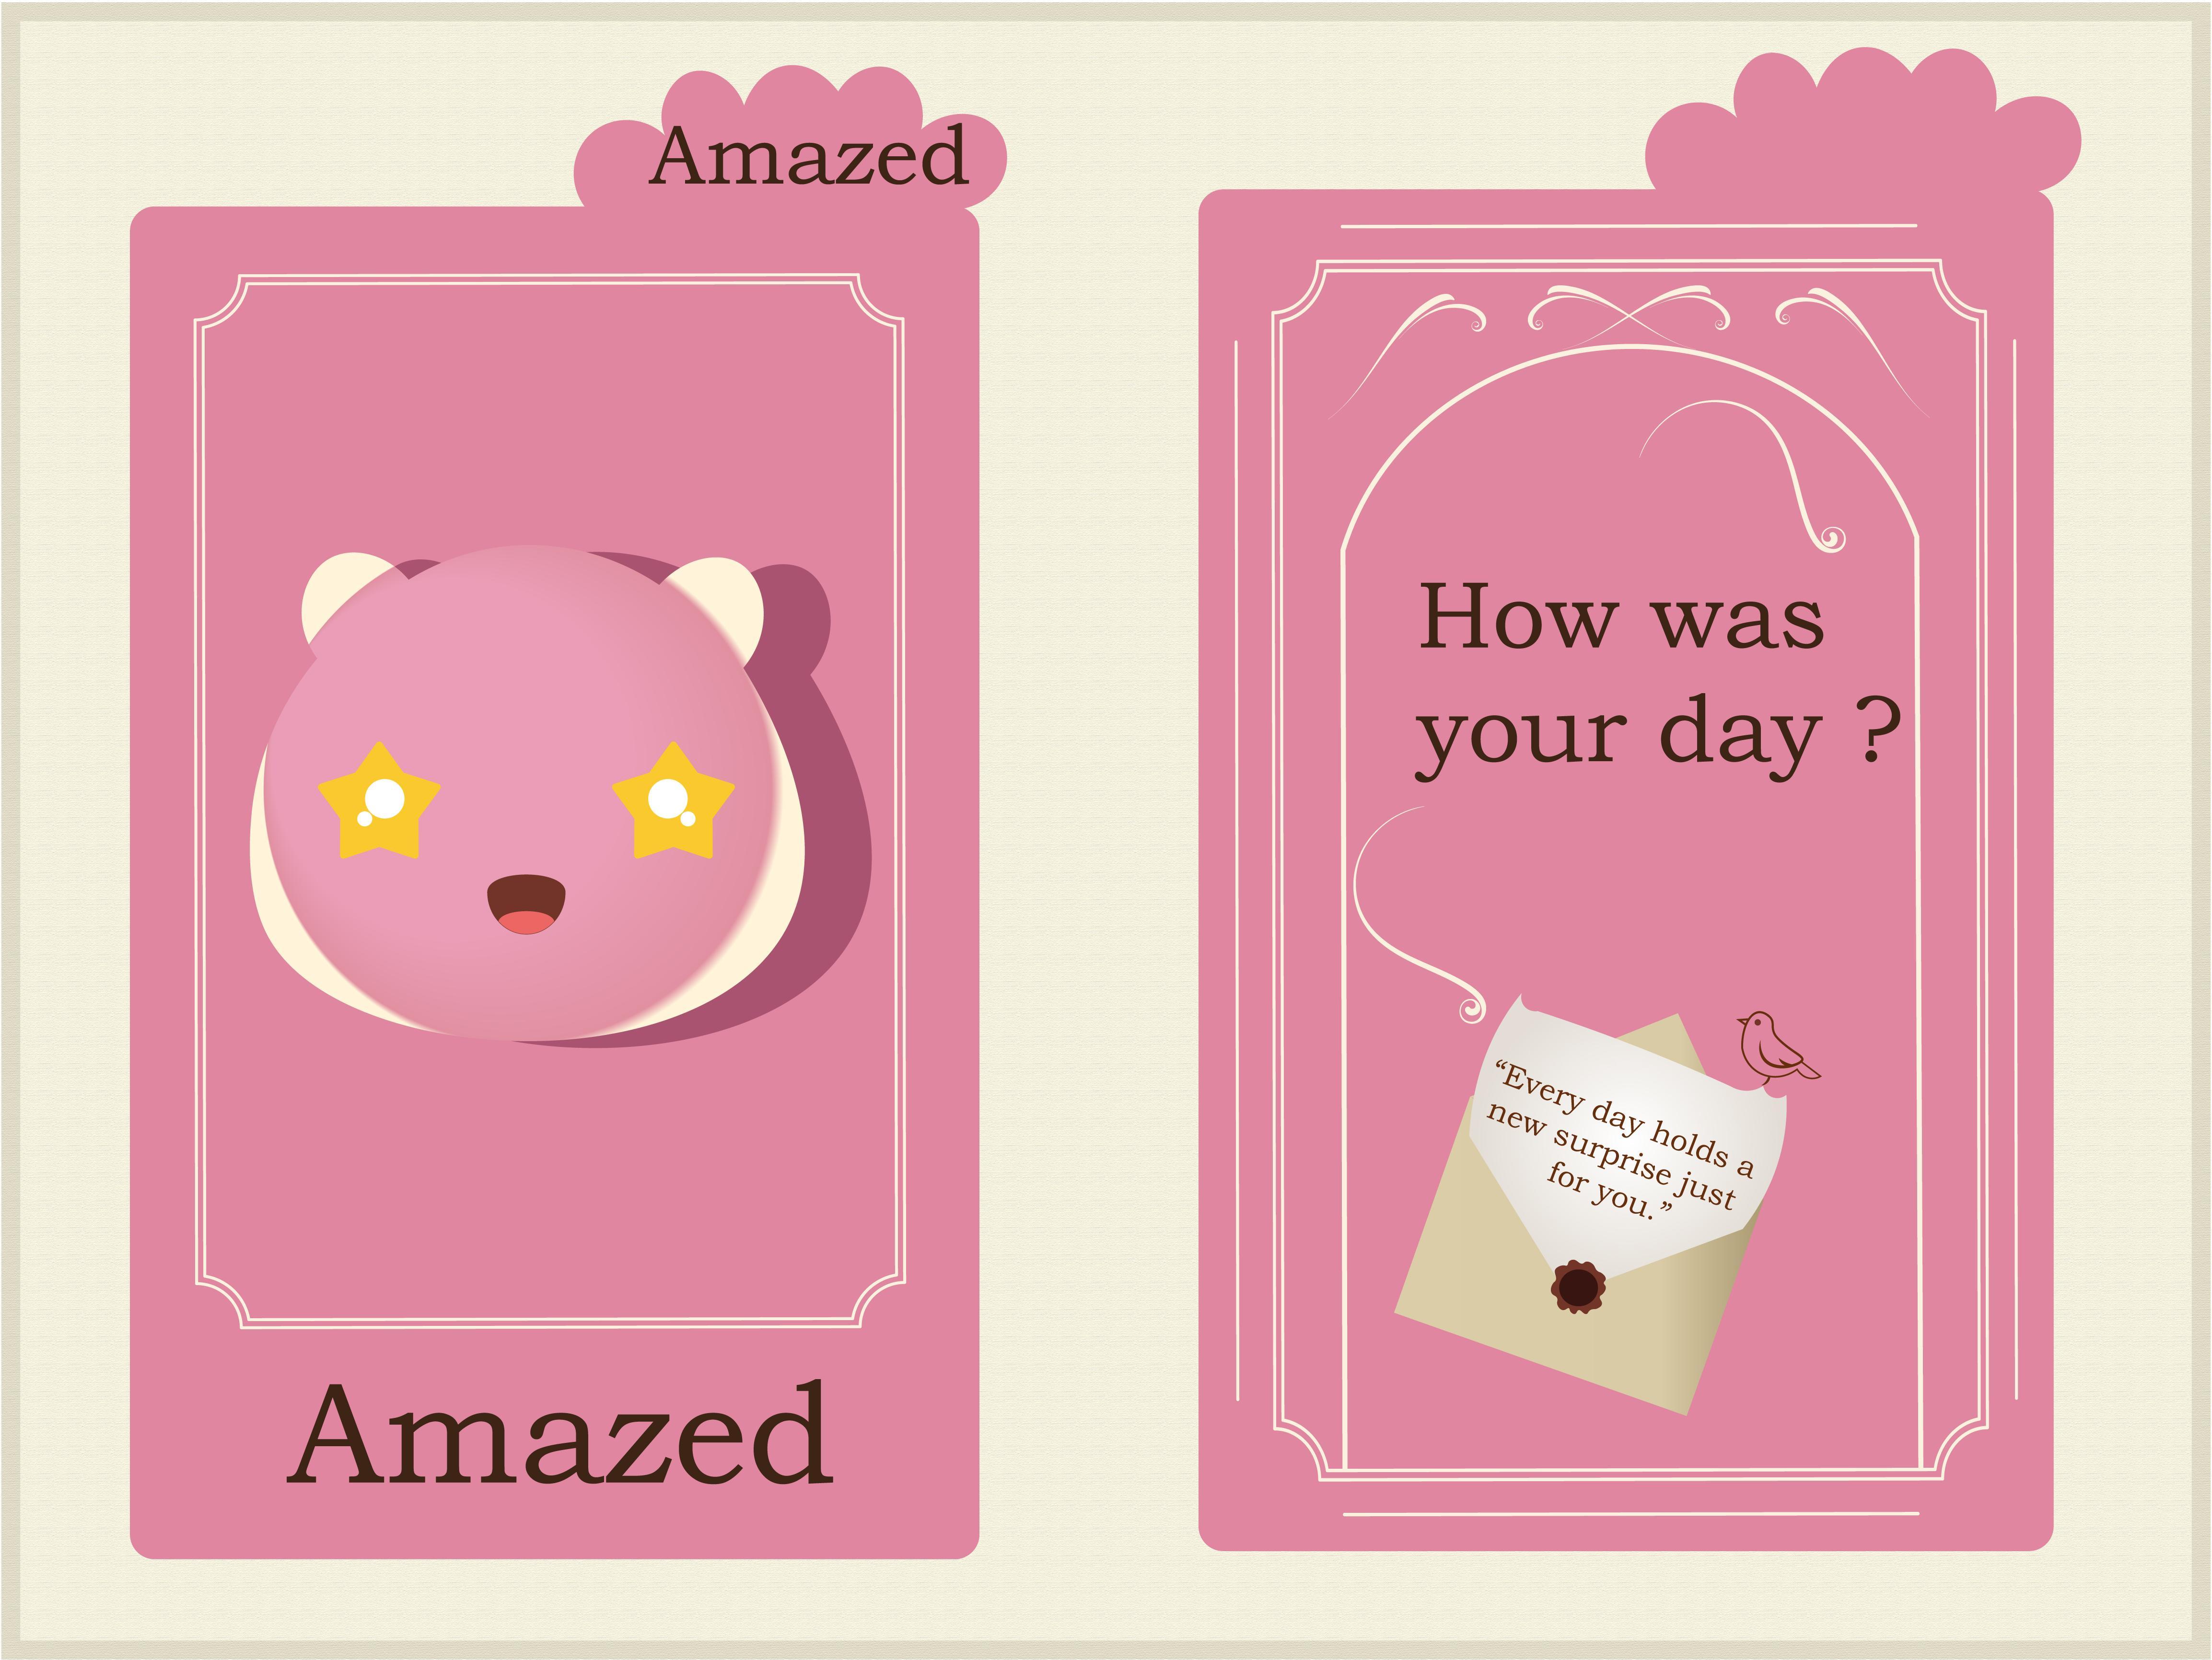 Amazed
Amazed
How was
your day ?
“Every day holds a
new surprise just
for you.”